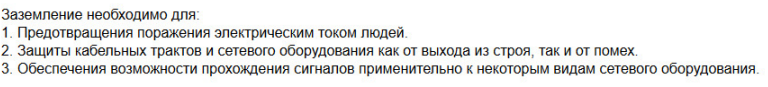 Заземление необходимо для:
1. Предотвращения поражения электрическим током людей.
2. Защиты кабельных трактов и сетевого оборудования как от выхода из строя, так и от помех.
3. Обеспечения возможности прохождения сигналов применительно к некоторым видам сетевого оборудования.